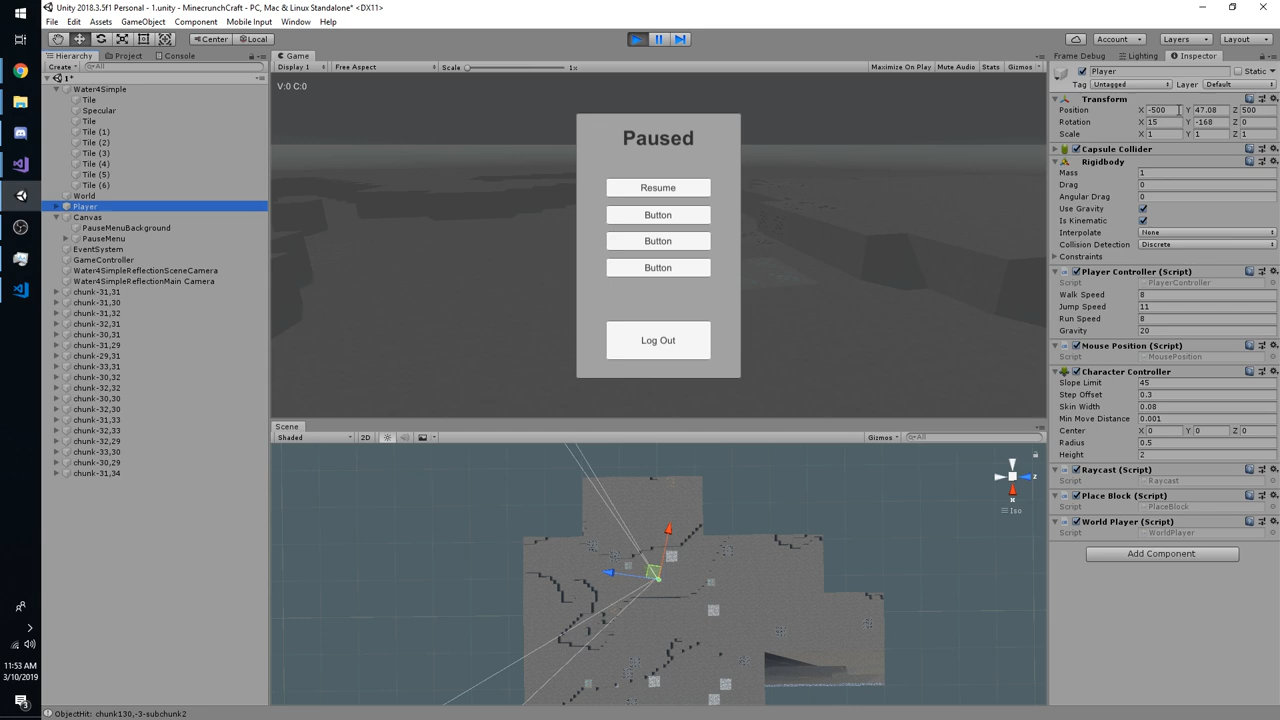 Unity 2018.3.5f1 Personal - 1.unity - MinecrunchCraft - PC, Mac & Linux Standalone* <DX11>
File Edit Assets GameObject Component Mobile Input Window Help
Center Local Account Layers Layout
Hierarchy Project Console
Create All
1*
Water4Simple
Tile
Specular
Tile
Tile (1)
Tile (2)
Tile (3)
Tile (4)
Tile (5)
Tile (6)
World
Player
Canvas
PauseMenuBackground
PauseMenu
EventSystem
GameController
Water4SimpleReflectionSceneCamera
Water4SimpleReflectionMain Camera
chunk-31,31
chunk-31,30
chunk-31,32
chunk-32,31
chunk-30,31
chunk-31,29
chunk-29,31
chunk-33,31
chunk-30,32
chunk-32,32
chunk-30,30
chunk-32,30
chunk-31,33
chunk-32,33
chunk-32,29
chunk-33,30
chunk-30,29
chunk-31,34
Game
Display 1 Free Aspect Scale 1x Maximize On Play Mute Audio Stats Gizmos
V:0 C:0
Paused
Resume
Button
Button
Button
Log Out
Scene
Shaded 2D Gizmos All
z
x
Iso
Frame Debug Lighting Inspector
Player Static
Tag Untagged Layer Default
Transform
Position X -500 Y 47.08 Z 500
Rotation X 15 Y -168 Z 0
Scale X 1 Y 1 Z 1
Capsule Collider
Rigidbody
Mass 1
Drag 0
Angular Drag 0
Use Gravity
Is Kinematic
Interpolate None
Collision Detection Discrete
Constraints
Player Controller (Script)
Script PlayerController
Walk Speed 8
Jump Speed 11
Run Speed 8
Gravity 20
Mouse Position (Script)
Script MousePosition
Character Controller
Slope Limit 45
Step Offset 0.3
Skin Width 0.08
Min Move Distance 0.001
Center X 0 Y 0 Z 0
Radius 0.5
Height 2
Raycast (Script)
Script Raycast
Place Block (Script)
Script PlaceBlock
World Player (Script)
Script WorldPlayer
Add Component
11:53 AM
3/10/2019
3
ObjectHit: chunk130,-3-subchunk2